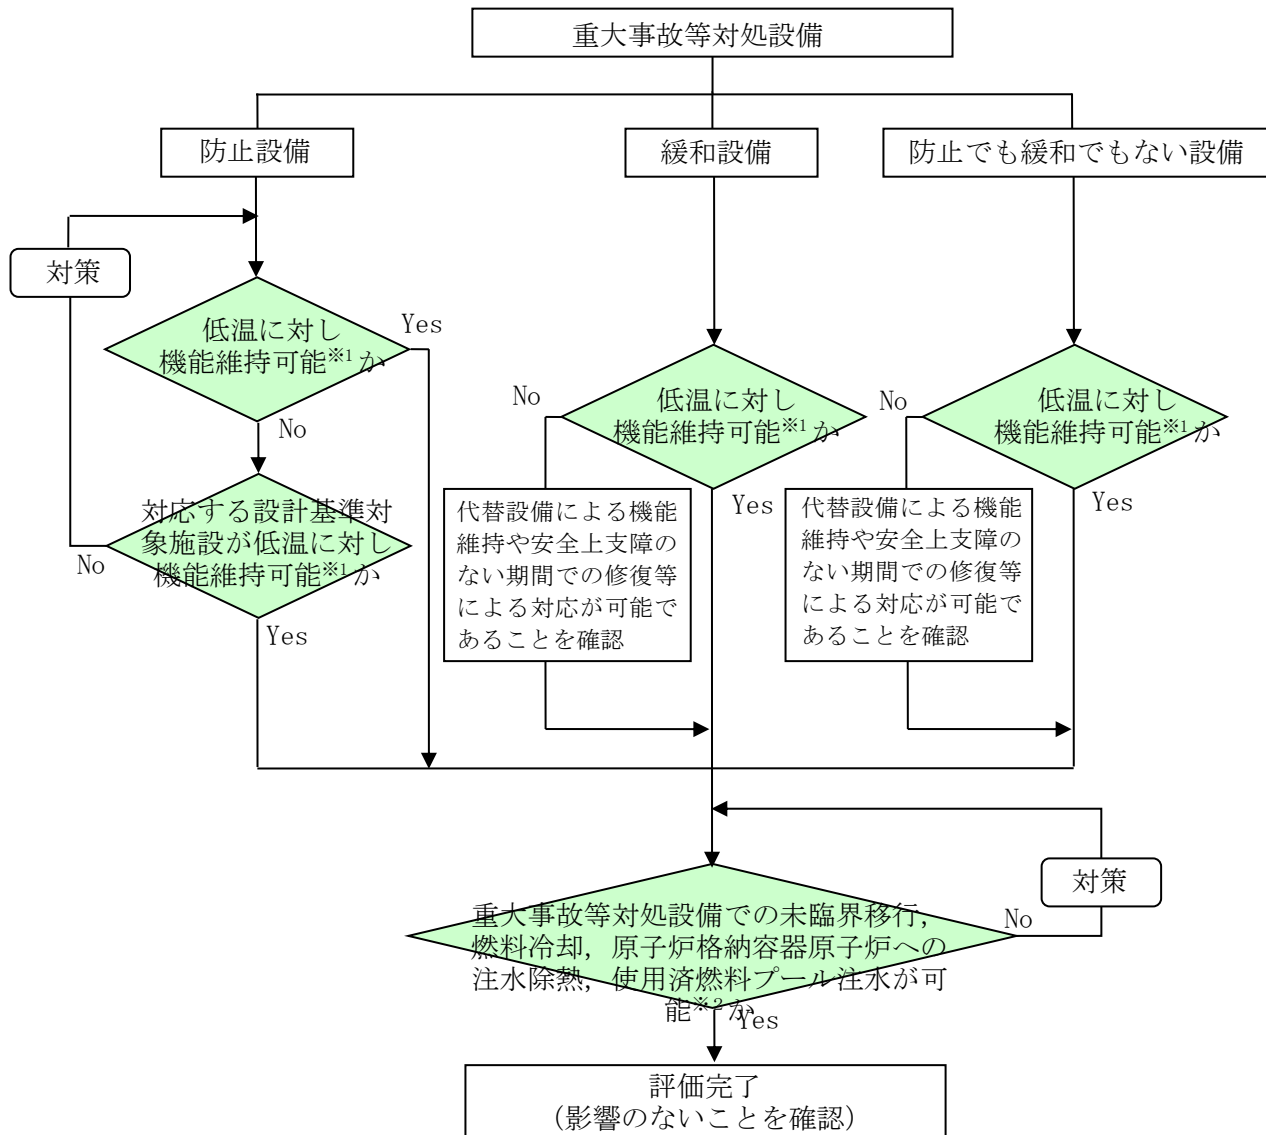 重大事故等対処設備
防止設備
緩和設備
防止でも緩和でもない設備
対策
低温に対し
機能維持可能※1か
Yes
No
対応する設計基準対
象施設が低温に対し
機能維持可能※1か
No
Yes
低温に対し
機能維持可能※1か
No
Yes
代替設備による機能
維持や安全上支障の
ない期間での修復等
による対応が可能で
あることを確認
低温に対し
機能維持可能※1か
No
Yes
代替設備による機能
維持や安全上支障の
ない期間での修復等
による対応が可能で
あることを確認
対策
重大事故等対処設備での未臨界移行,
燃料冷却，原子炉格納容器原子炉への
注水除熱，使用済燃料プール注水が可
能※2か
No
Yes
評価完了
（影響のないことを確認）